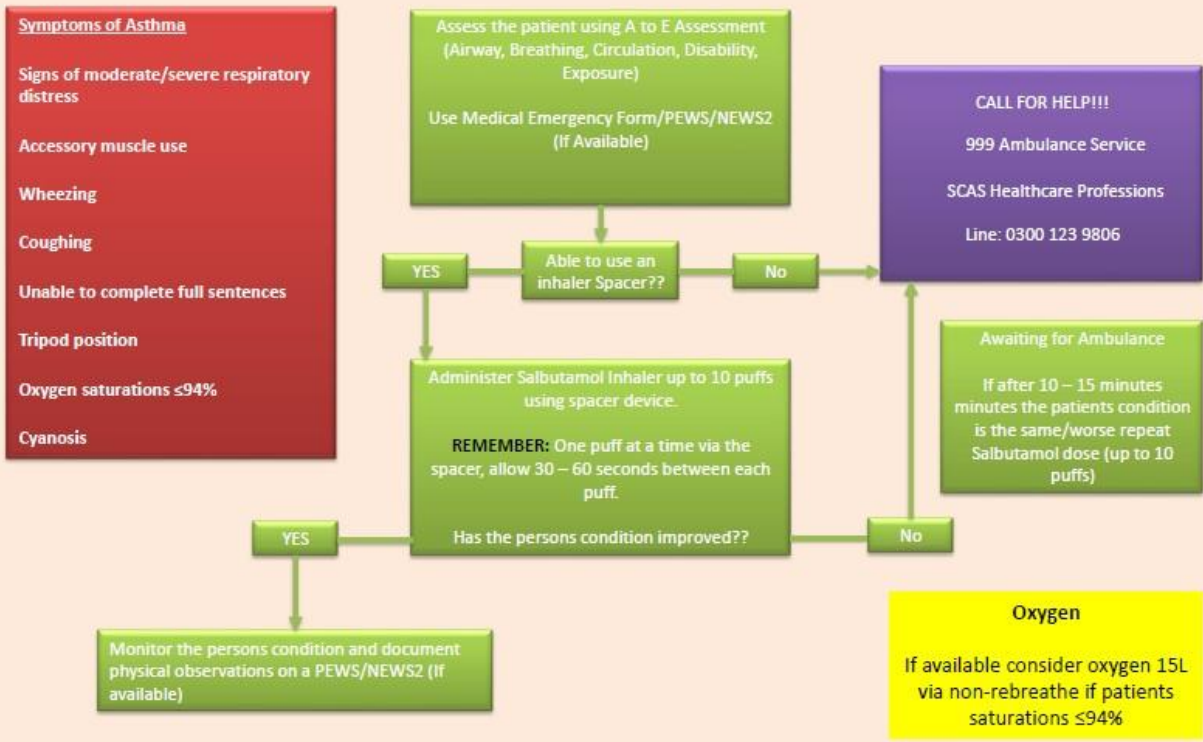 Symptoms of Asthma
Signs of moderate/severe respiratory
distress
Accessory muscle use
Wheezing
Coughing
Unable to complete full sentences
Tripod position
Oxygen saturations ≤94%
Cyanosis
Assess the patient using A to E Assessment
(Airway, Breathing, Circulation, Disability,
Exposure)
Use Medical Emergency Form/PEWS/NEWS2
(If Available)
CALL FOR HELP!!!
999 Ambulance Service
SCAS Healthcare Professions
Line: 0300 123 9806
YES
Able to use an
inhaler Spacer??
No
Administer Salbutamol Inhaler up to 10 puffs
using spacer device.
REMEMBER: One puff at a time via the
spacer, allow 30 – 60 seconds between each
puff.
Has the persons condition improved??
Awaiting for Ambulance
If after 10 – 15 minutes
minutes the patients condition
is the same/worse repeat
Salbutamol dose (up to 10
puffs)
YES
No
Monitor the persons condition and document
physical observations on a PEWS/NEWS2 (If
available)
Oxygen
If available consider oxygen 15L
via non-rebreathe if patients
saturations ≤94%